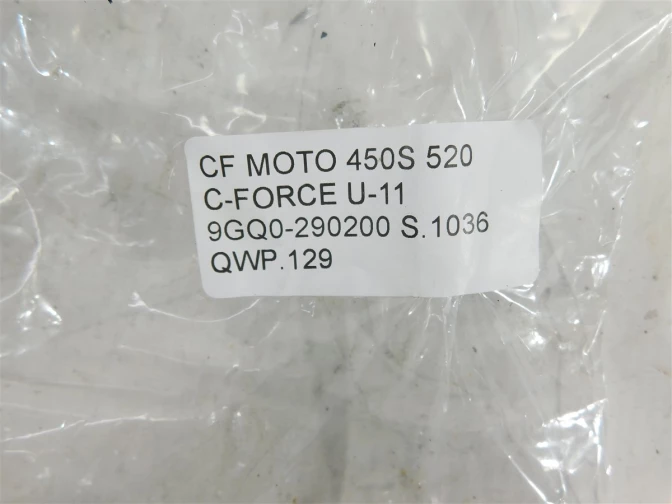 CF MOTO 450S 520
C-FORCE U-11
9GQ0-290200 S.1036
QWP.129